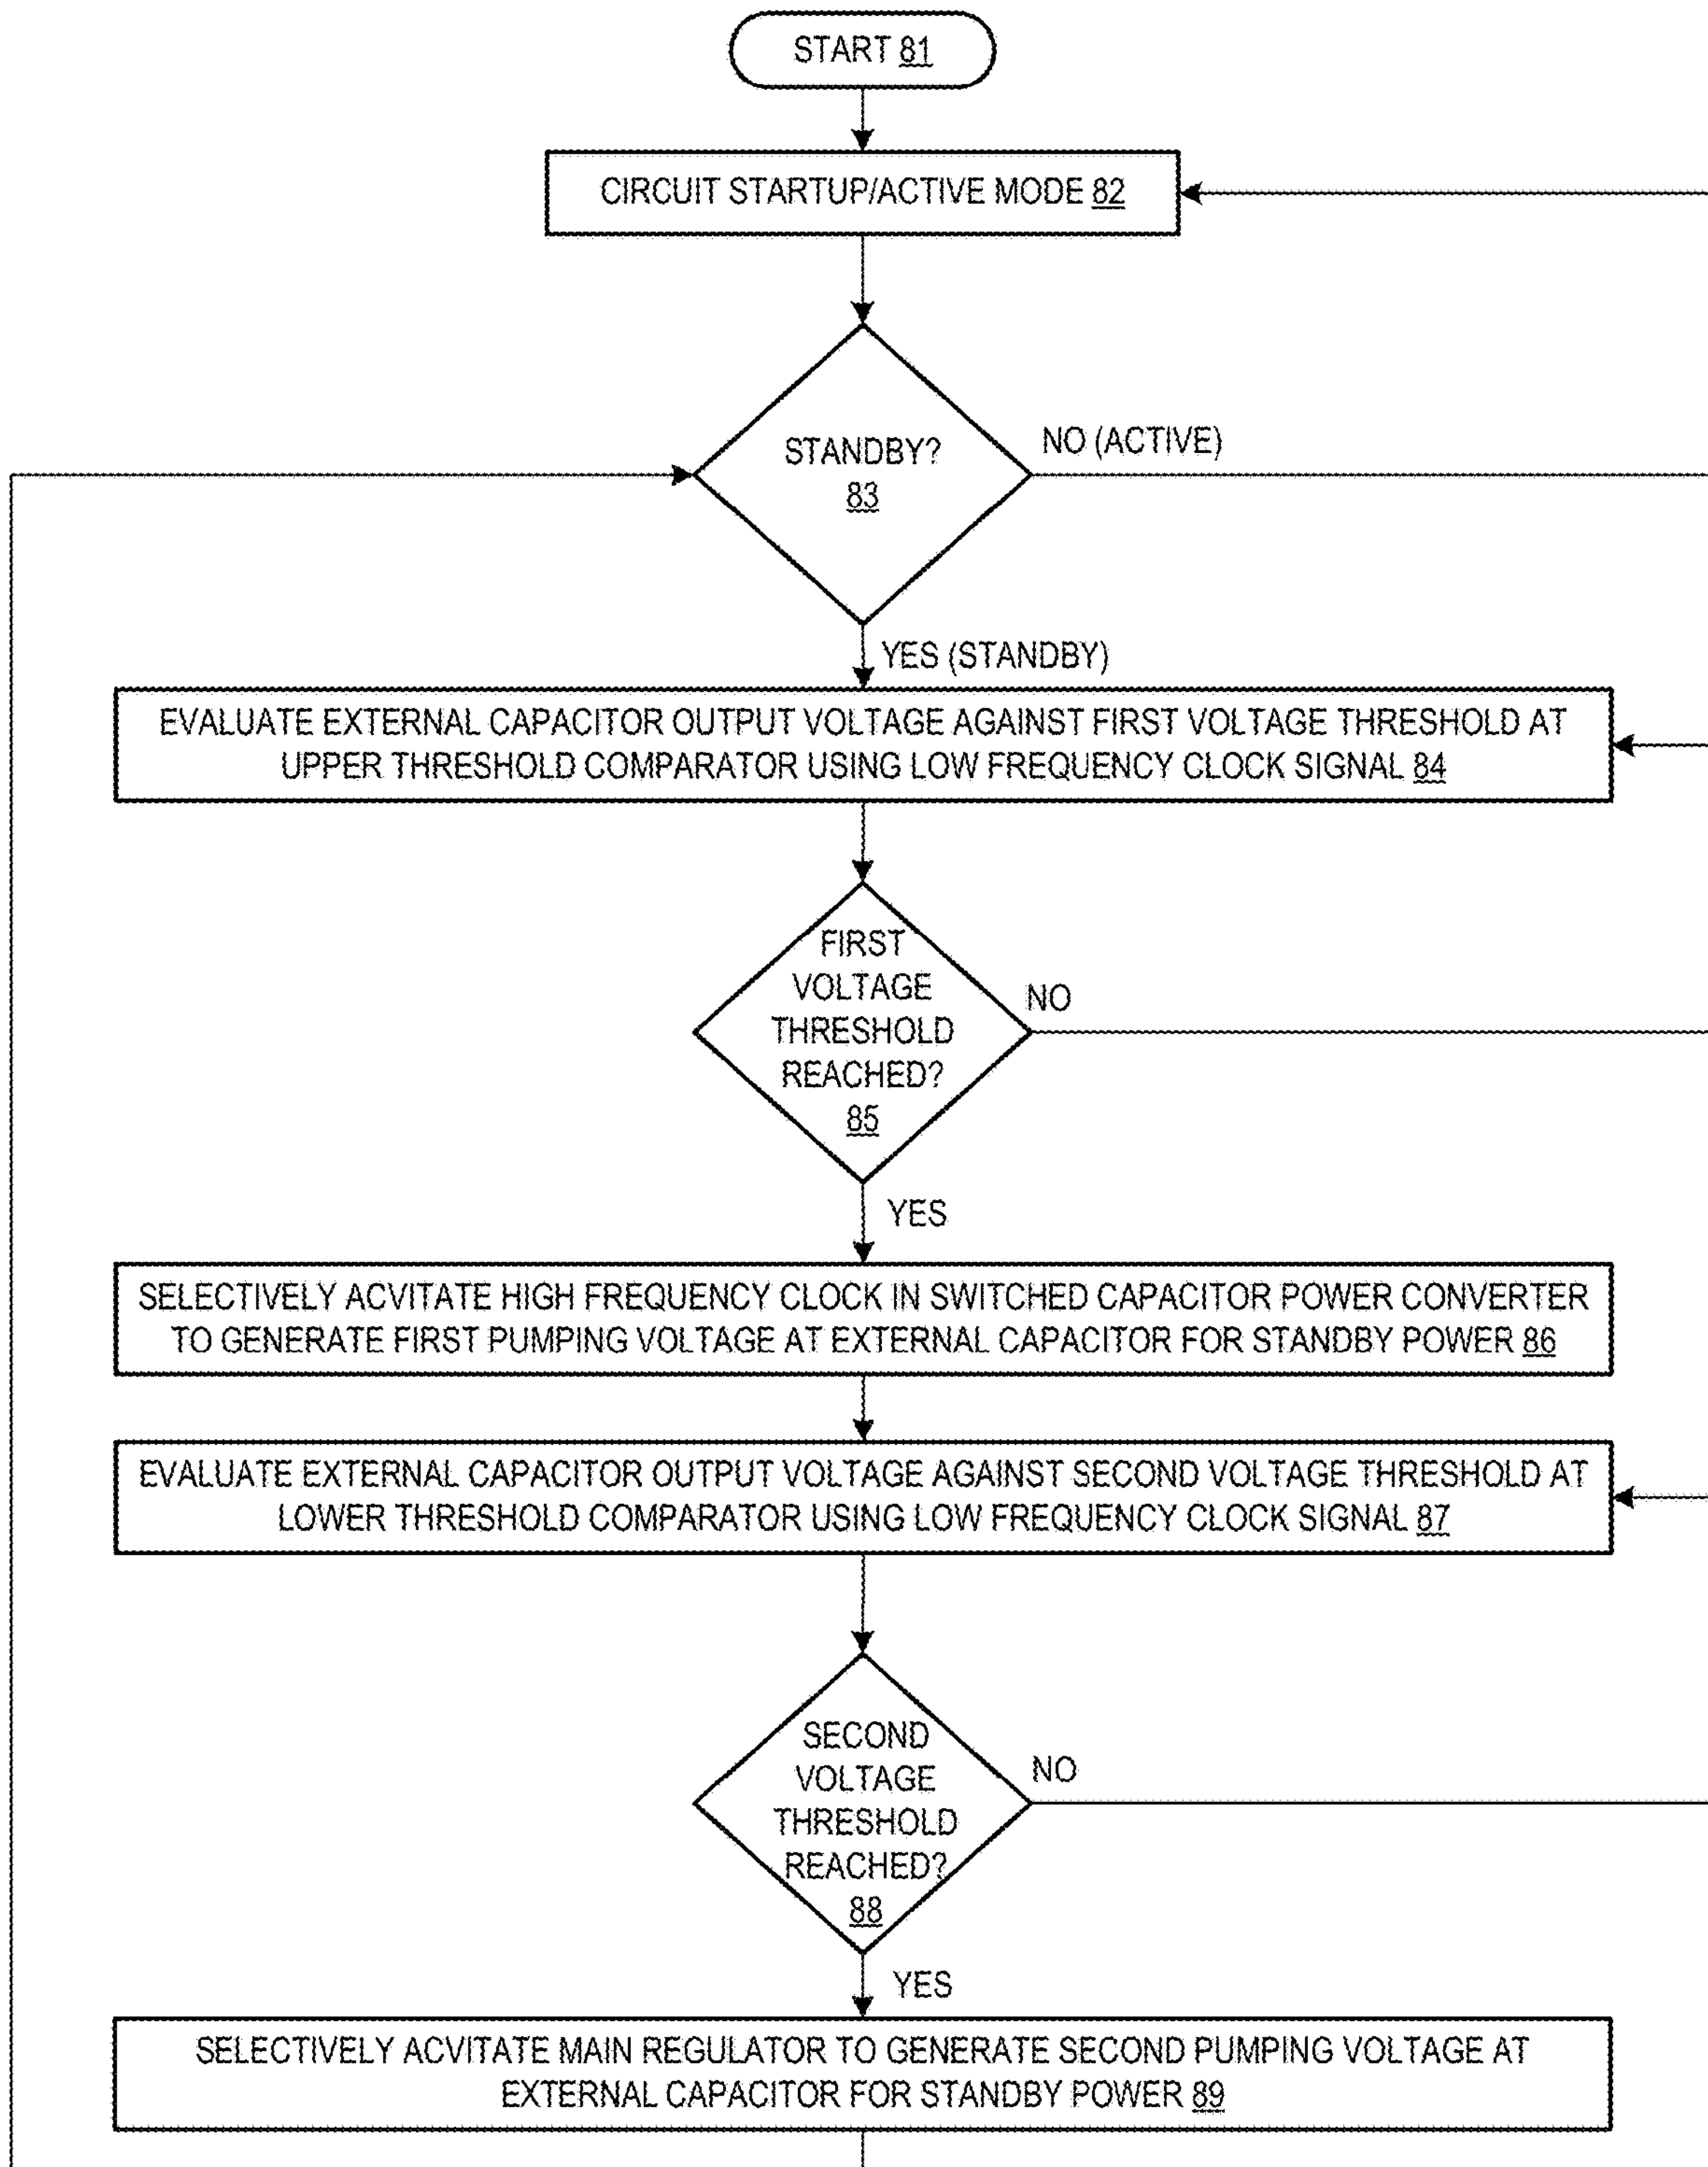 START 81
CIRCUIT STARTUP/ACTIVE MODE 82
STANDBY?
83
NO (ACTIVE)
YES (STANDBY)
EVALUATE EXTERNAL CAPACITOR OUTPUT VOLTAGE AGAINST FIRST VOLTAGE THRESHOLD AT
UPPER THRESHOLD COMPARATOR USING LOW FREQUENCY CLOCK SIGNAL 84
FIRST
VOLTAGE
THRESHOLD
REACHED?
85
NO
YES
SELECTIVELY ACVITATE HIGH FREQUENCY CLOCK IN SWITCHED CAPACITOR POWER CONVERTER
TO GENERATE FIRST PUMPING VOLTAGE AT EXTERNAL CAPACITOR FOR STANDBY POWER 86
EVALUATE EXTERNAL CAPACITOR OUTPUT VOLTAGE AGAINST SECOND VOLTAGE THRESHOLD AT
LOWER THRESHOLD COMPARATOR USING LOW FREQUENCY CLOCK SIGNAL 87
SECOND
VOLTAGE
THRESHOLD
REACHED?
88
NO
YES
SELECTIVELY ACVITATE MAIN REGULATOR TO GENERATE SECOND PUMPING VOLTAGE AT
EXTERNAL CAPACITOR FOR STANDBY POWER 89